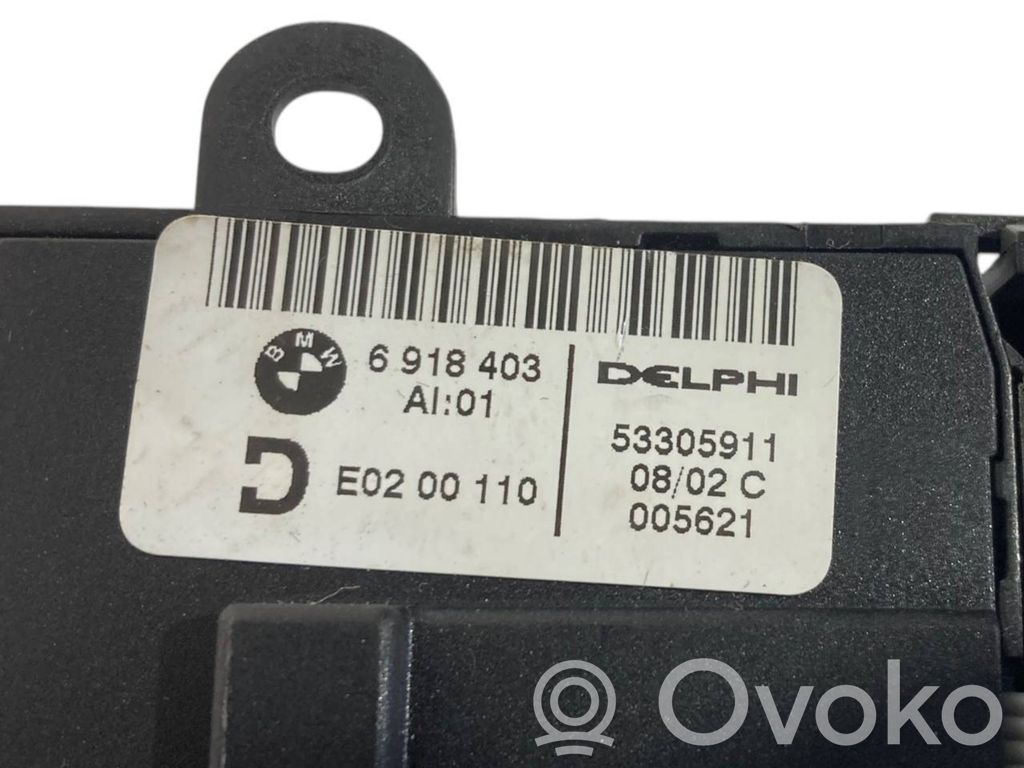 BMW
6 918 403
AI:01
D
E02 00 110
DELPHI
53305911
08/02 C
005621
Ovoko